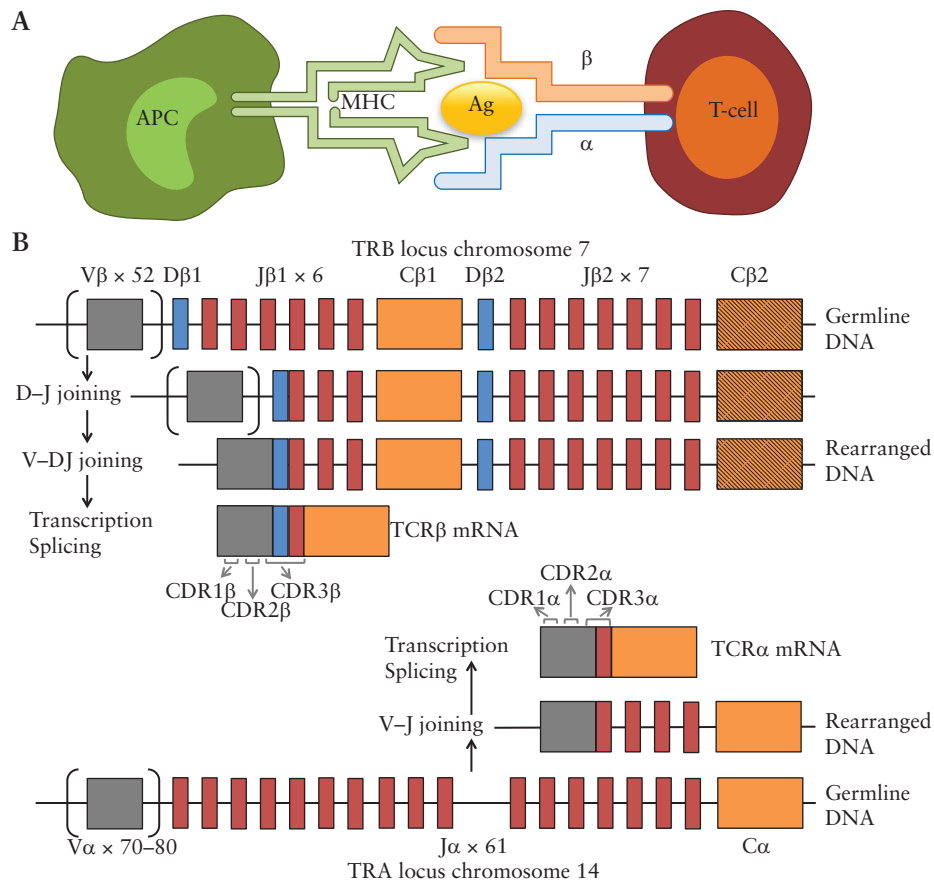 A
APC
MHC
Ag
β
α
T-cell
B
TRB locus chromosome 7
Vβ × 52 Dβ1 Jβ1 × 6 Cβ1 Dβ2 Jβ2 × 7 Cβ2
Germline
DNA
D–J joining
V–DJ joining
Rearranged
DNA
Transcription
Splicing
TCRβ mRNA
CDR1β CDR3β
CDR2β
CDR2α
CDR1α CDR3α
Transcription
Splicing
TCRα mRNA
V–J joining
Rearranged
DNA
Germline
DNA
Vα × 70–80 Jα × 61 Cα
TRA locus chromosome 14